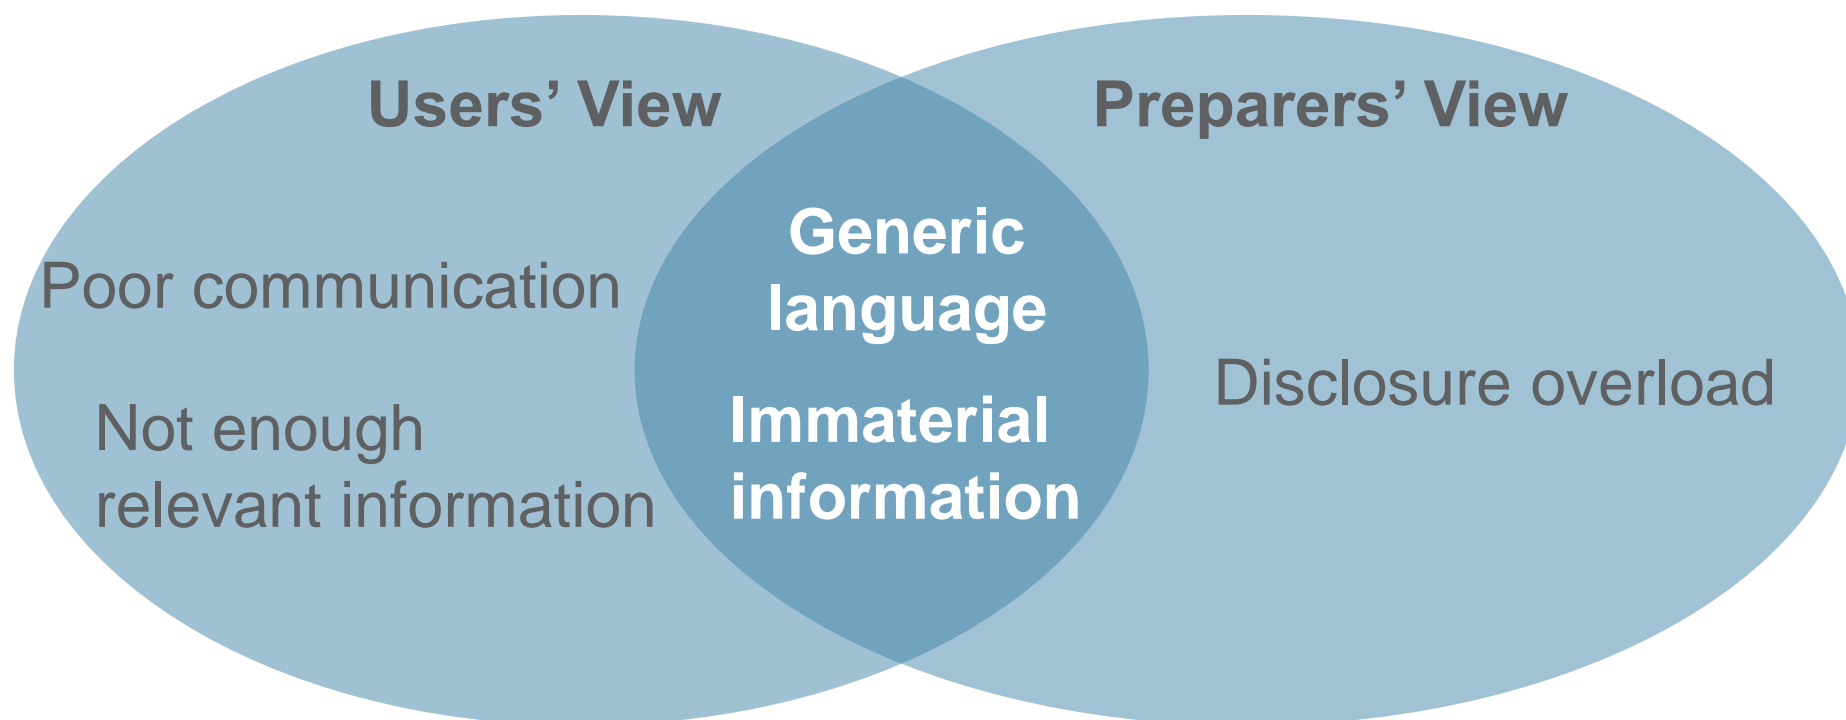 Users’ View
Poor communication
Not enough
relevant information
Generic
language
Immaterial
information
Preparers’ View
Disclosure overload